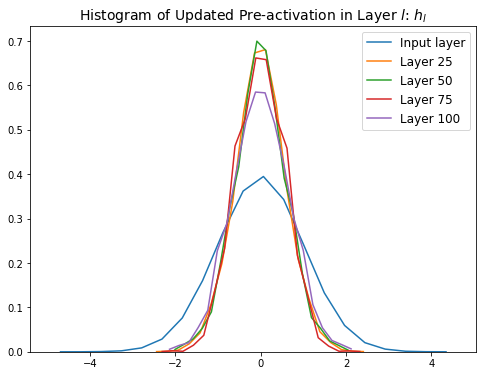 Histogram of Updated Pre-activation in Layer l: hₗ
0.7
0.6
0.5
0.4
0.3
0.2
0.1
0.0
−4
−2
0
2
4
Input layer
Layer 25
Layer 50
Layer 75
Layer 100